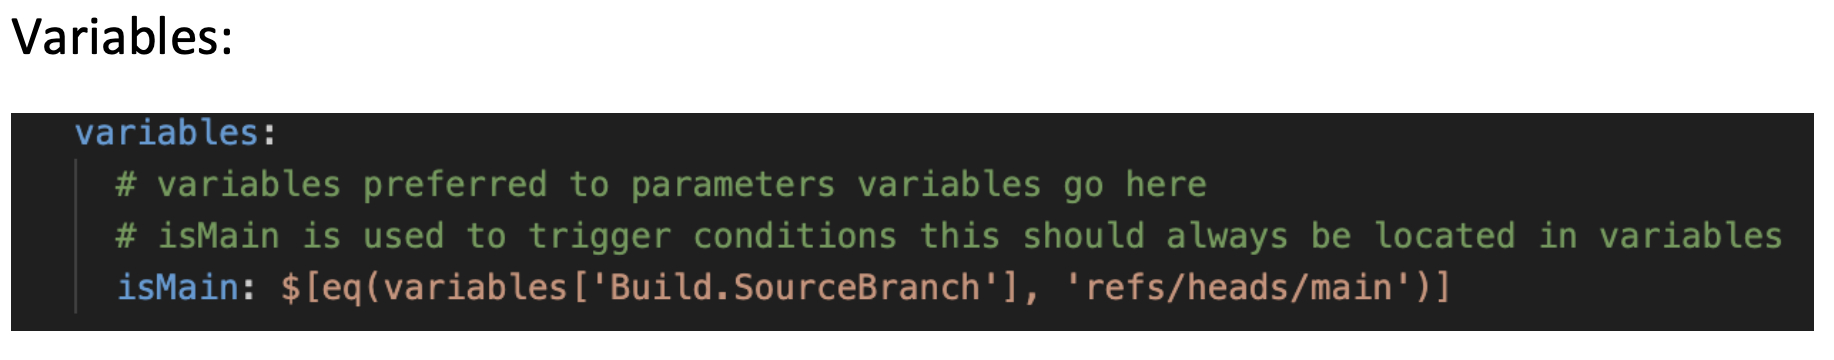 Variables:
variables:
# variables preferred to parameters variables go here
# isMain is used to trigger conditions this should always be located in variables
isMain: $[eq(variables['Build.SourceBranch'], 'refs/heads/main')]